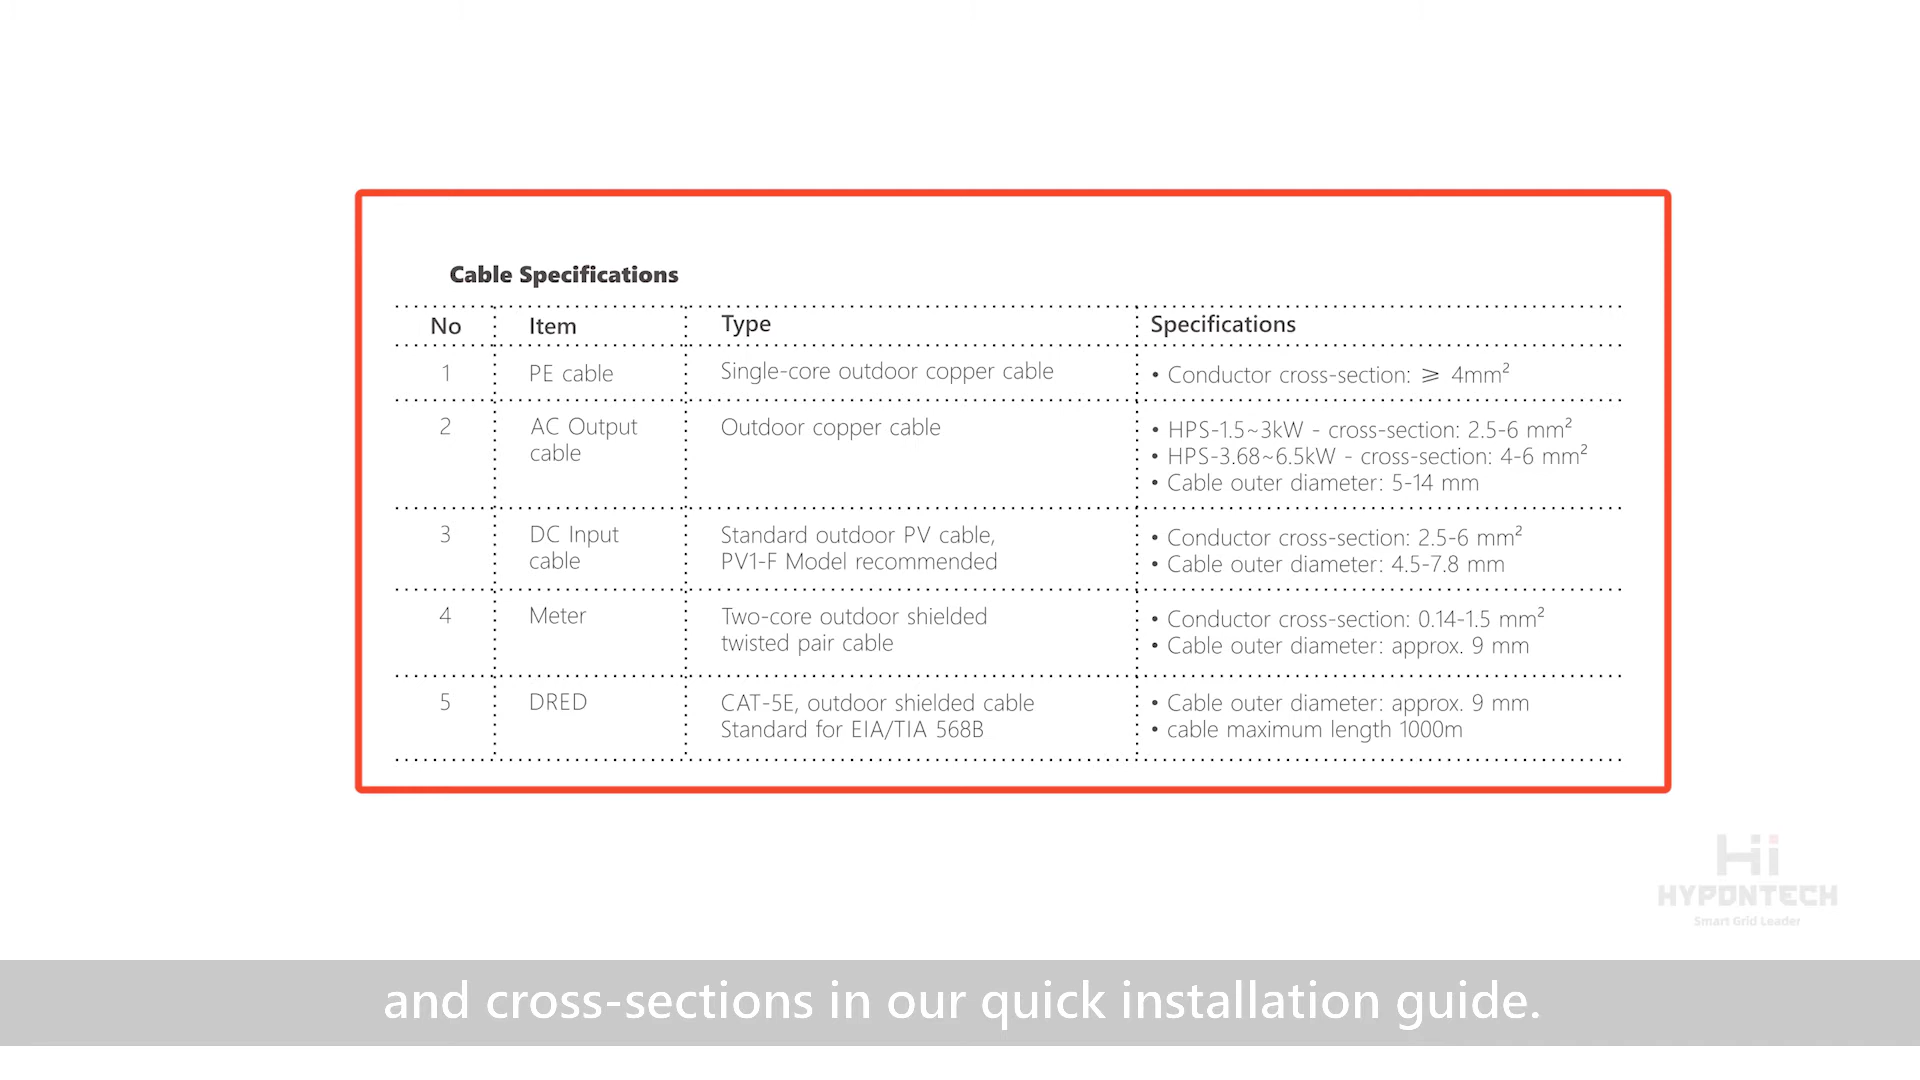 Cable Specifications
No Item Type Specifications
1 PE cable Single-core outdoor copper cable • Conductor cross-section: ⩾ 4mm²
2 AC Output cable Outdoor copper cable • HPS-1.5~3kW - cross-section: 2.5-6 mm²
• HPS-3.68~6.5kW - cross-section: 4-6 mm²
• Cable outer diameter: 5-14 mm
3 DC Input cable Standard outdoor PV cable, • Conductor cross-section: 2.5-6 mm²
PV1-F Model recommended • Cable outer diameter: 4.5-7.8 mm
4 Meter Two-core outdoor shielded • Conductor cross-section: 0.14-1.5 mm²
twisted pair cable • Cable outer diameter: approx. 9 mm
5 DRED CAT-5E, outdoor shielded cable • Cable outer diameter: approx. 9 mm
Standard for EIA/TIA 568B • cable maximum length 1000m
Hi
HYPONTECH
Smart Grid Leader
and cross-sections in our quick installation guide.